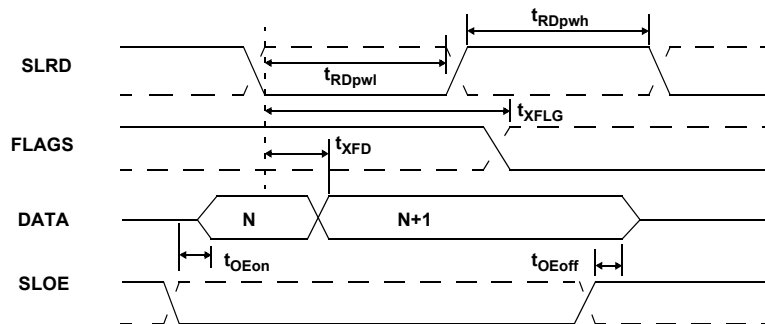 t_RDpwh
SLRD
t_RDpwl
t_XFLG
FLAGS
t_XFD
DATA N N+1
t_OEon t_OEoff
SLOE